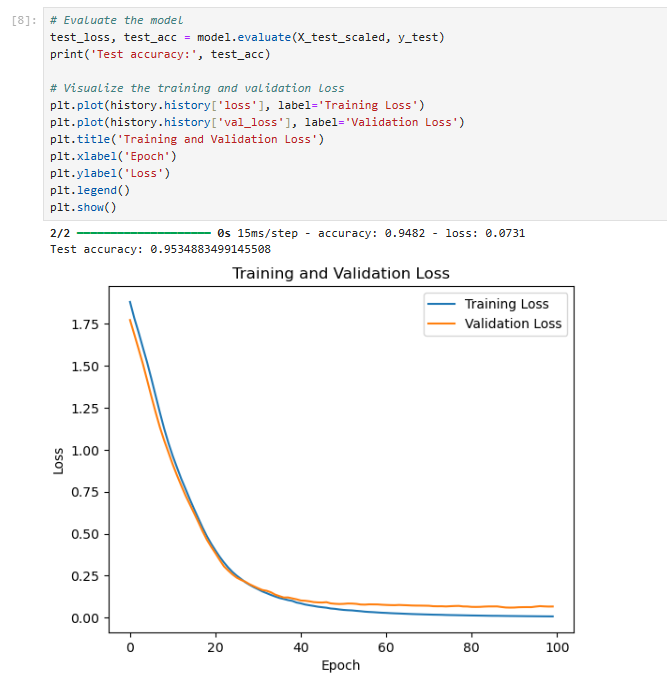 [8]: # Evaluate the model
test_loss, test_acc = model.evaluate(X_test_scaled, y_test)
print('Test accuracy:', test_acc)
# Visualize the training and validation loss
plt.plot(history.history['loss'], label='Training Loss')
plt.plot(history.history['val_loss'], label='Validation Loss')
plt.title('Training and Validation Loss')
plt.xlabel('Epoch')
plt.ylabel('Loss')
plt.legend()
plt.show()
2/2 0s 15ms/step - accuracy: 0.9482 - loss: 0.0731
Test accuracy: 0.9534883499145508
Training and Validation Loss
Training Loss
Validation Loss
1.75
1.50
1.25
1.00
0.75
0.50
0.25
0.00
Loss
0 20 40 60 80 100
Epoch